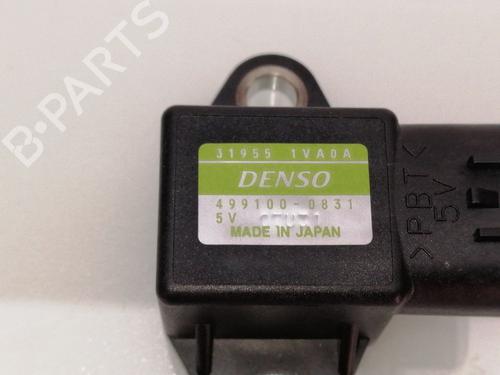 B-PARTS
31955 1VA0A
DENSO
499100-0831
5V
MADE IN JAPAN
>PBT<
5V